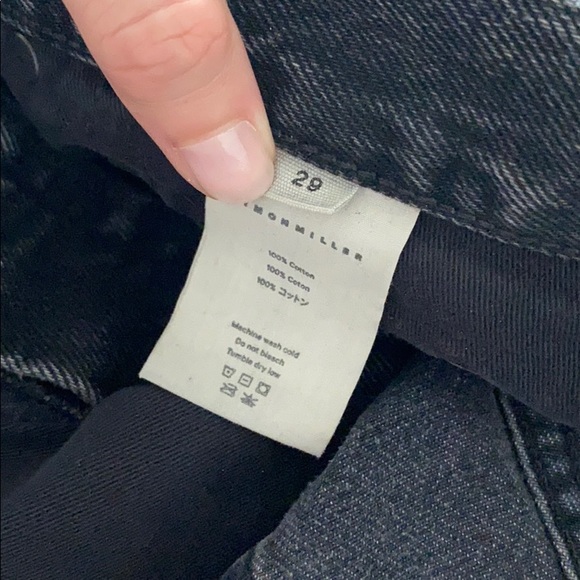 29
IMONMILLER
100% Cotton
100% Coton
100% コットン
Machine wash cold
Do not bleach
Tumble dry low